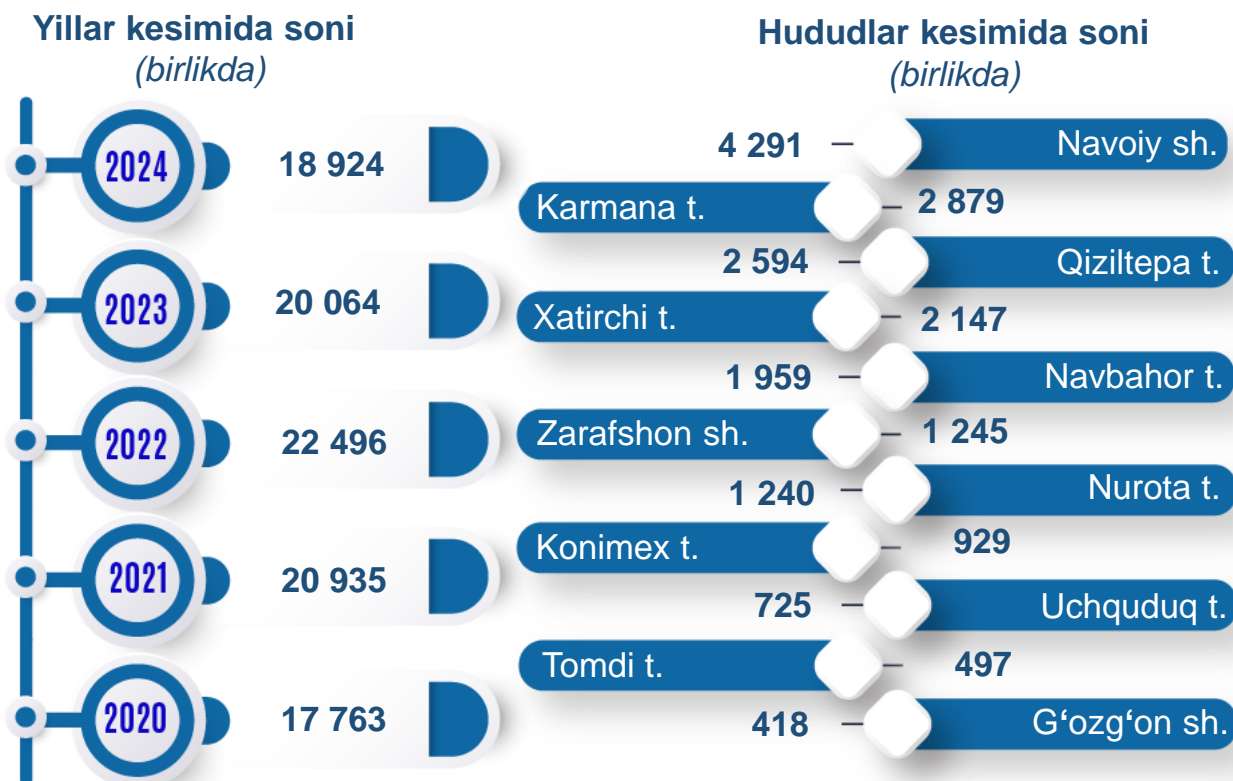 Yillar kesimida soni
(birlikda)
2024
18 924
2023
20 064
2022
22 496
2021
20 935
2020
17 763
Hududlar kesimida soni
(birlikda)
4 291
Navoiy sh.
Karmana t.
2 879
2 594
Qiziltepa t.
Xatirchi t.
2 147
1 959
Navbahor t.
Zarafshon sh.
1 245
1 240
Nurota t.
Konimex t.
929
725
Uchquduq t.
Tomdi t.
497
418
G‘ozg‘on sh.